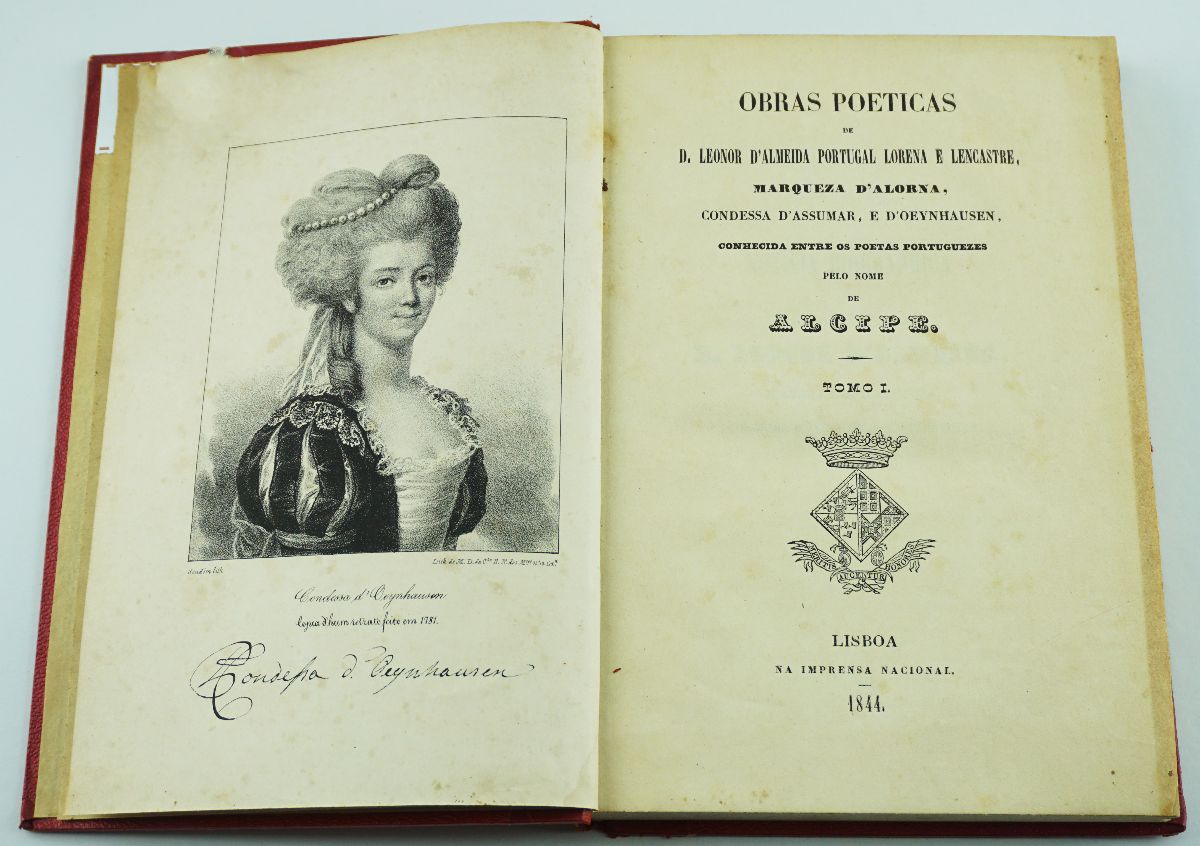 Condessa d'Oeynhausen
Copia d'hum retrato feito em 1781.
Condessa d'Oeynhausen
OBRAS POETICAS
DE
D. LEONOR D'ALMEIDA PORTUGAL LORENA E LENCASTRE,
MARQUEZA D'ALORNA,
CONDESSA D'ASSUMAR, E D'OEYNHAUSEN,
CONHECIDA ENTRE OS POETAS PORTUGUEZES
PELO NOME
DE
ALCIPE.
TOMO I.
AUCENTUR
HONORE
LISBOA
NA IMPRENSA NACIONAL.
1844.